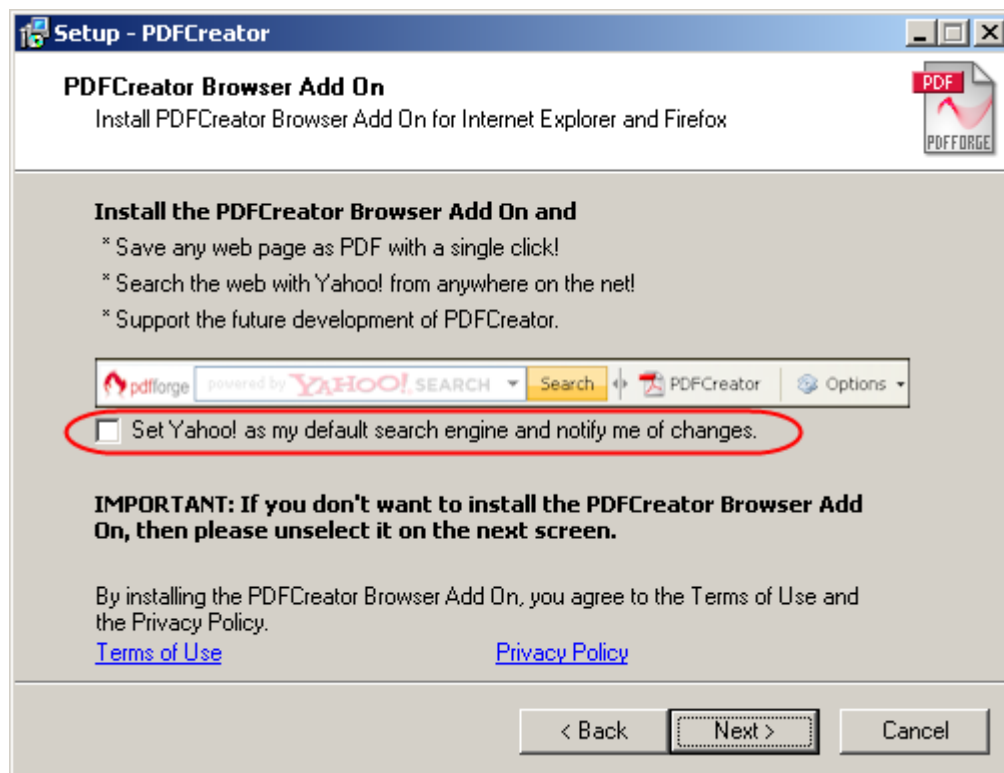 Setup - PDFCreator
PDFCreator Browser Add On
Install PDFCreator Browser Add On for Internet Explorer and Firefox
PDF
PDFFORGE
Install the PDFCreator Browser Add On and
* Save any web page as PDF with a single click!
* Search the web with Yahoo! from anywhere on the net!
* Support the future development of PDFCreator.
pdfforge powered by YAHOO! SEARCH Search PDFCreator Options
Set Yahoo! as my default search engine and notify me of changes.
IMPORTANT: If you don't want to install the PDFCreator Browser Add
On, then please unselect it on the next screen.
By installing the PDFCreator Browser Add On, you agree to the Terms of Use and
the Privacy Policy.
Terms of Use Privacy Policy
< Back Next > Cancel